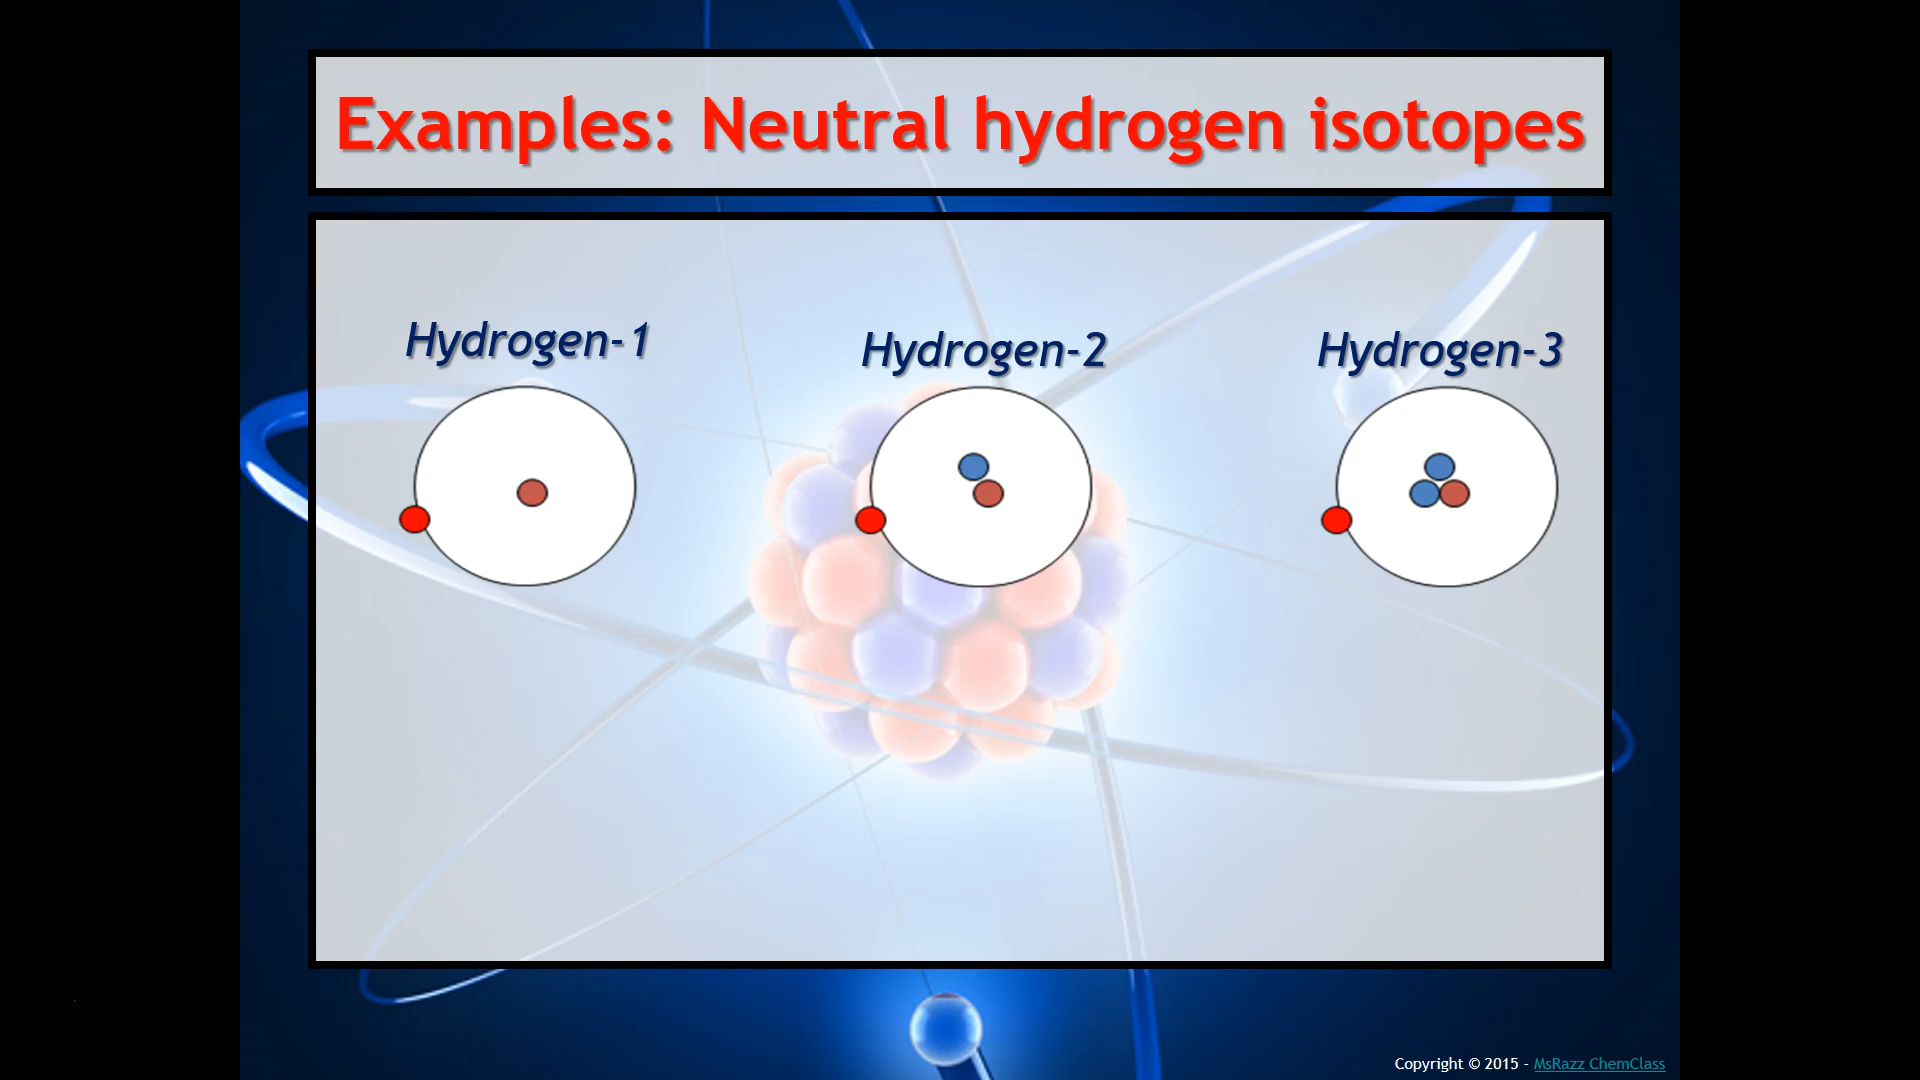 Examples: Neutral hydrogen isotopes
Hydrogen-1
Hydrogen-2
Hydrogen-3
Copyright © 2015 - MsRazz ChemClass